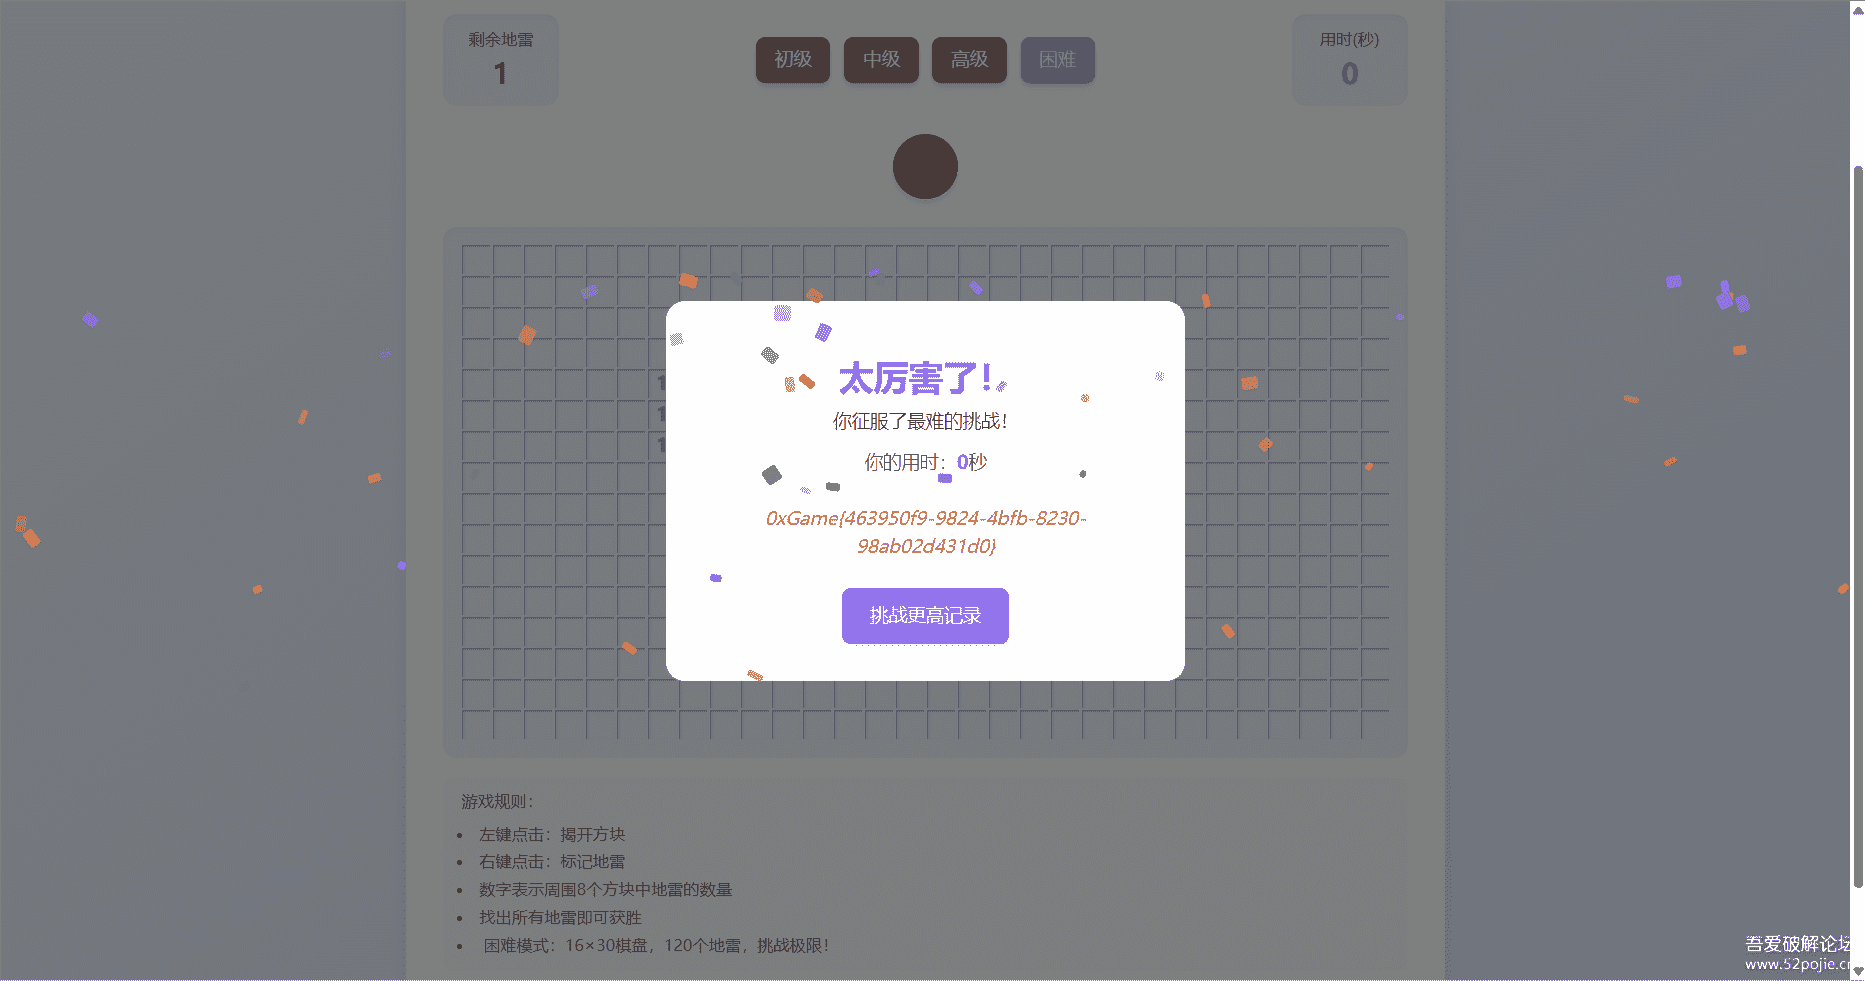 剩余地雷
1
初级
中级
高级
困难
用时(秒)
0
1
1
1
太厉害了!
你征服了最难的挑战!
你的用时: 0秒
0xGame{463950f9-9824-4bfb-8230-
98ab02d431d0}
挑战更高记录
游戏规则:
• 左键点击: 揭开方块
• 右键点击: 标记地雷
• 数字表示周围8个方块中地雷的数量
• 找出所有地雷即可获胜
• 困难模式: 16×30棋盘, 120个地雷, 挑战极限!
吾爱破解论坛
www.52pojie.cn